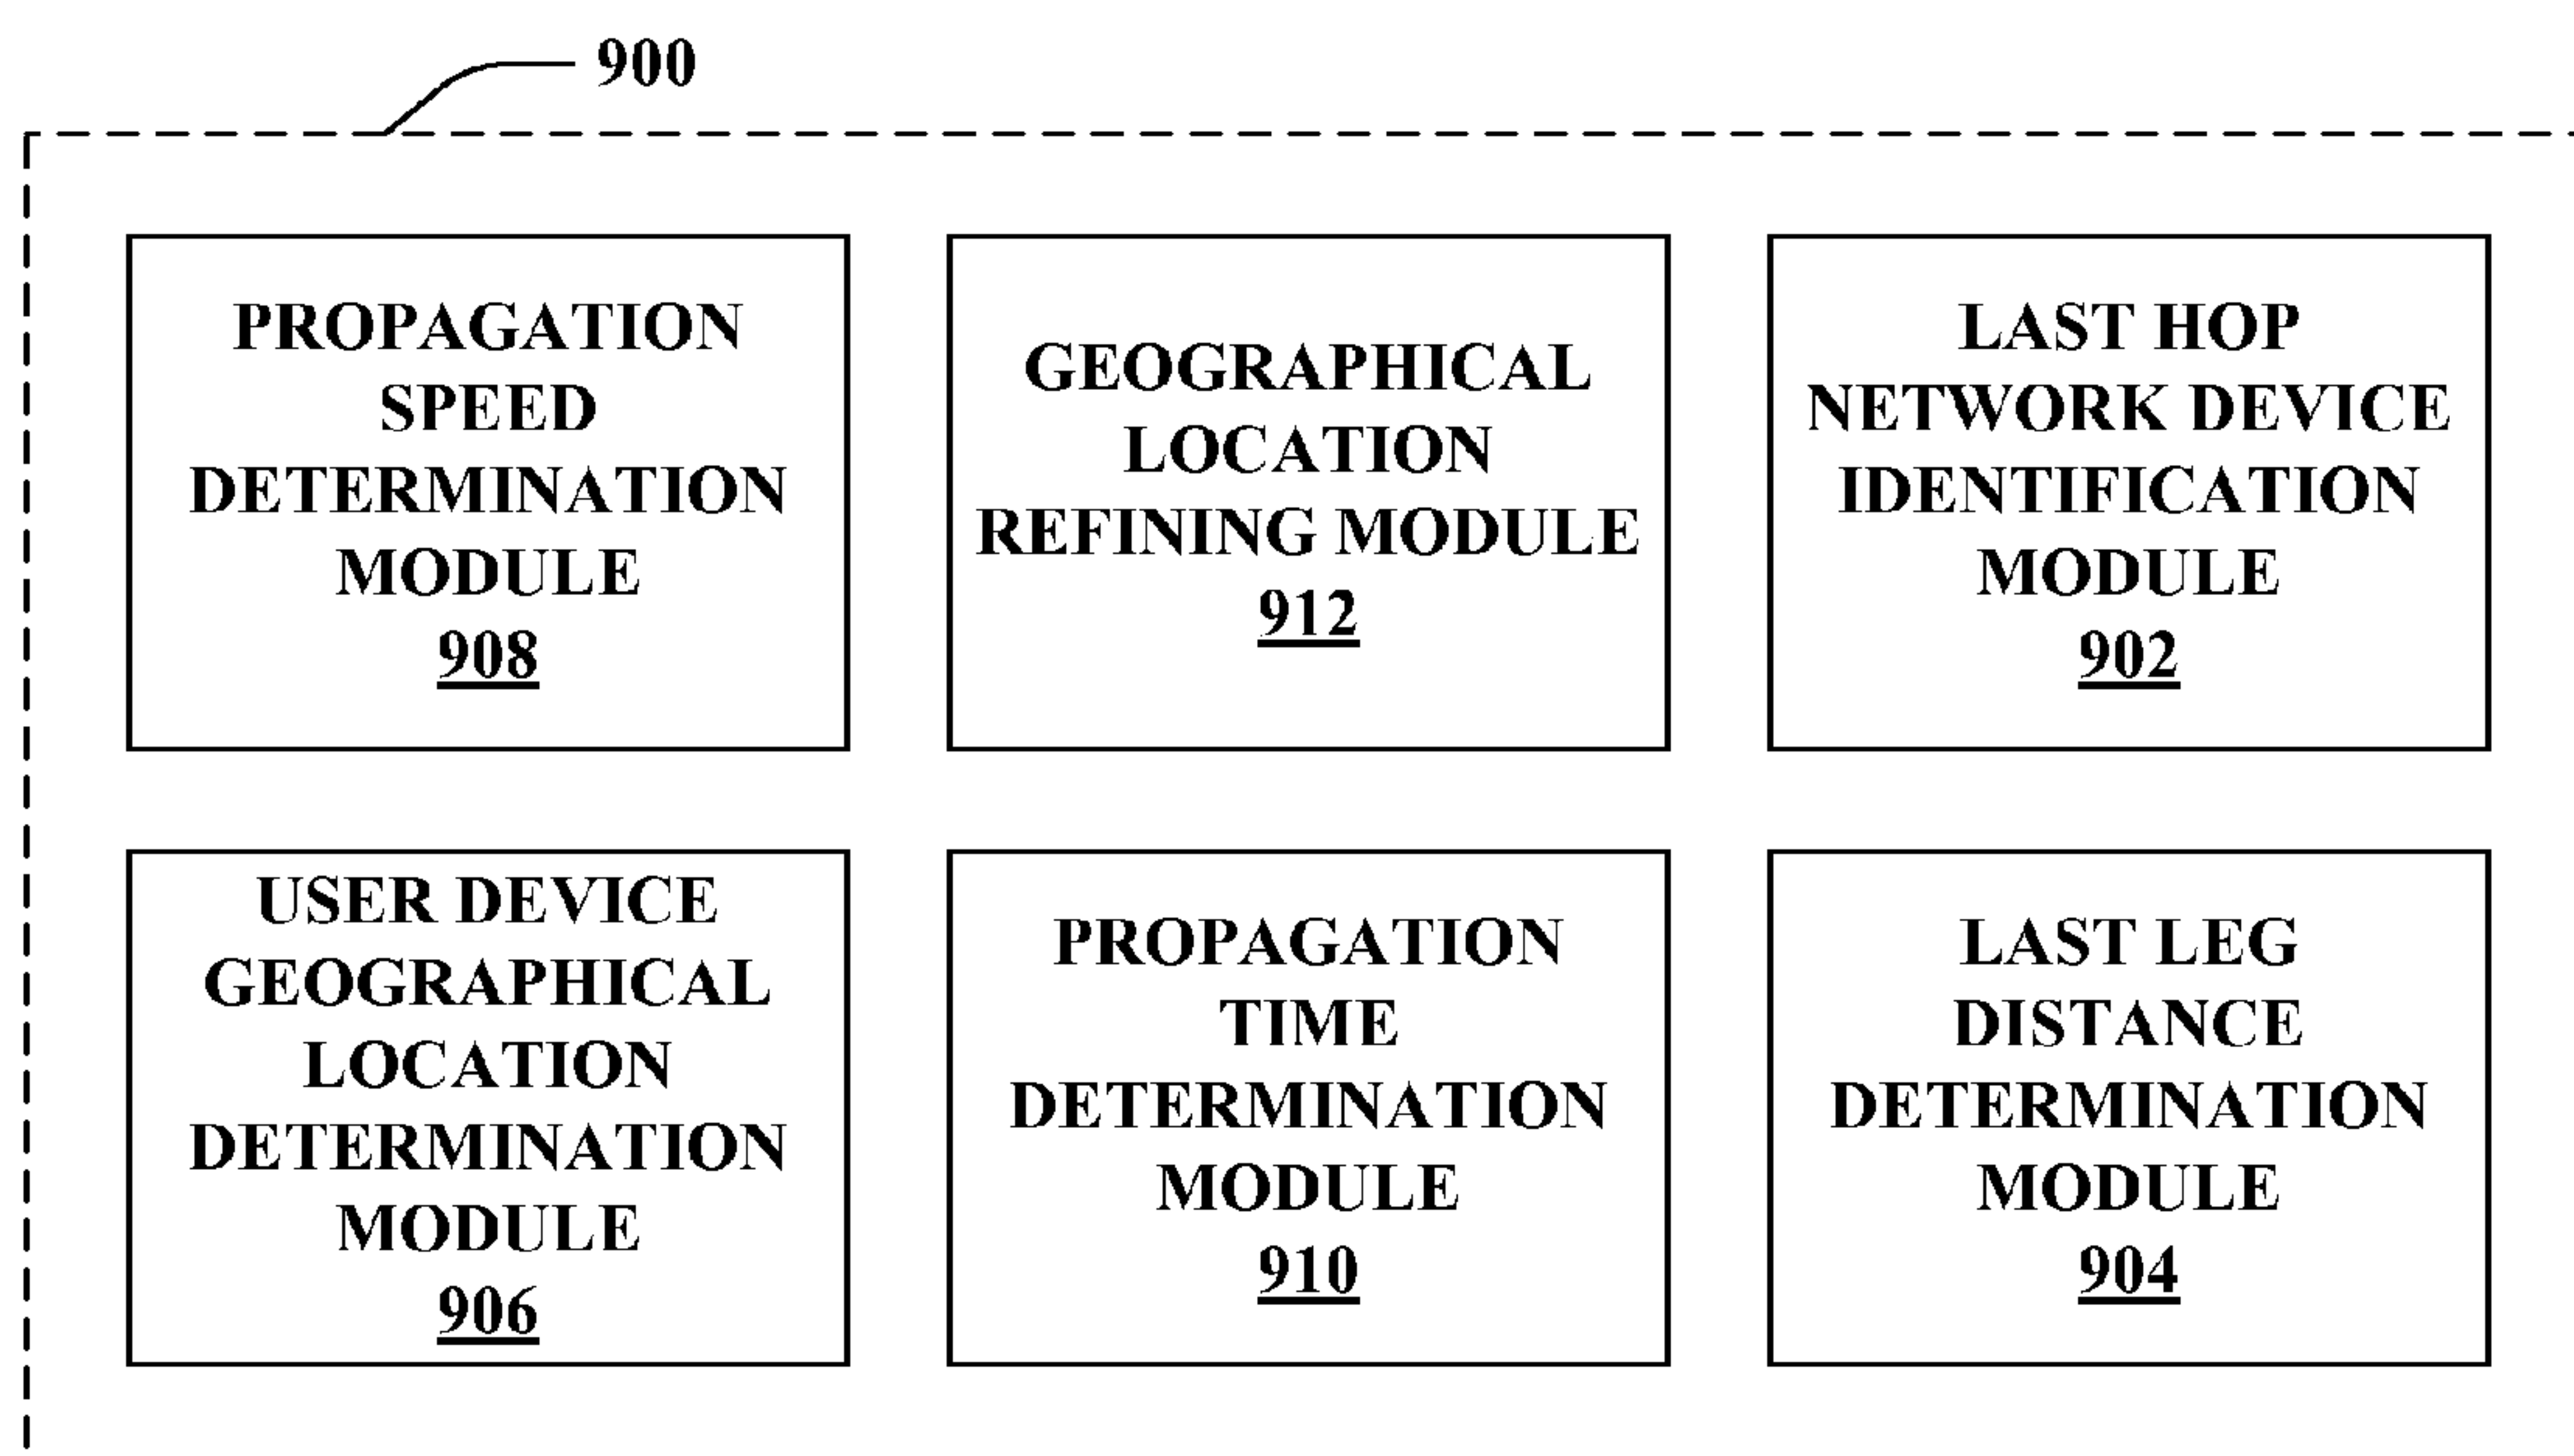 900
PROPAGATION
SPEED
DETERMINATION
MODULE
908
GEOGRAPHICAL
LOCATION
REFINING MODULE
912
LAST HOP
NETWORK DEVICE
IDENTIFICATION
MODULE
902
USER DEVICE
GEOGRAPHICAL
LOCATION
DETERMINATION
MODULE
906
PROPAGATION
TIME
DETERMINATION
MODULE
910
LAST LEG
DISTANCE
DETERMINATION
MODULE
904